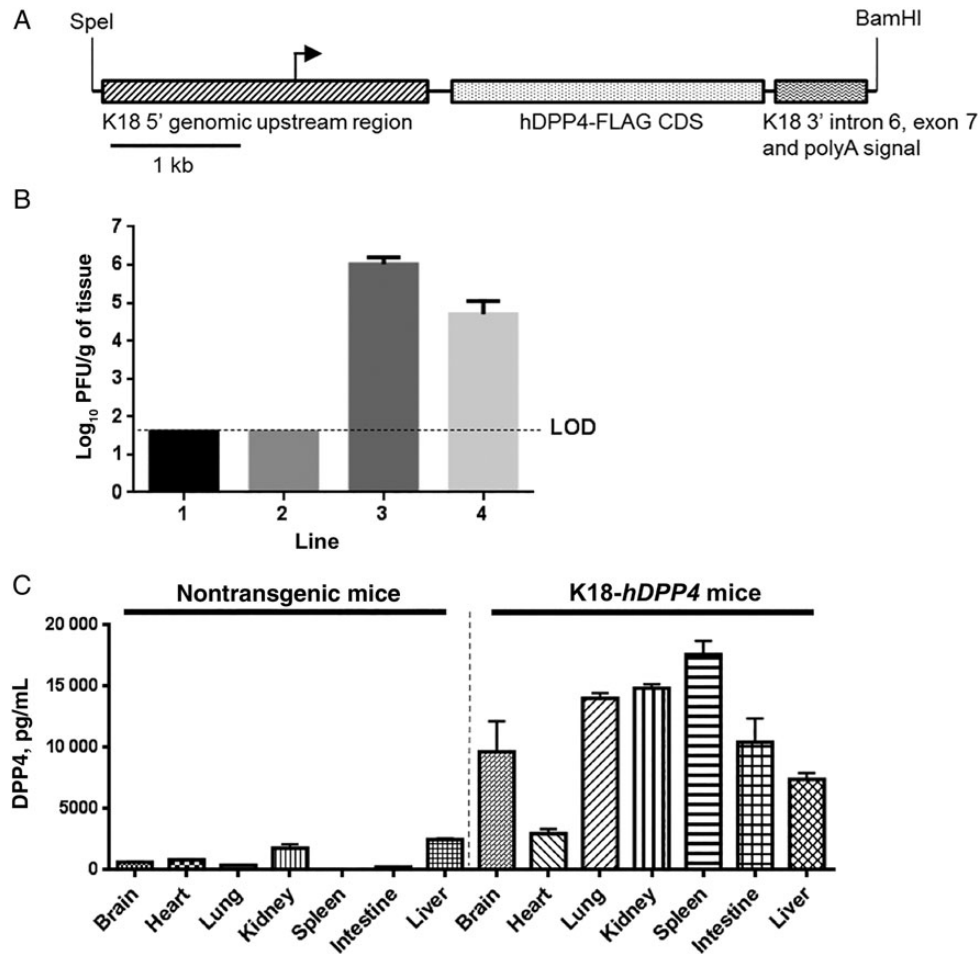 A
SpeI
BamHI
K18 5' genomic upstream region
hDPP4-FLAG CDS
K18 3' intron 6, exon 7
and polyA signal
1 kb
B
Log10 PFU/g of tissue
7
6
5
4
3
2
1
0
LOD
1 2 3 4
Line
C
Nontransgenic mice
K18-hDPP4 mice
DPP4, pg/mL
20 000
15 000
10 000
5000
0
Brain Heart Lung Kidney Spleen Intestine Liver Brain Heart Lung Kidney Spleen Intestine Liver